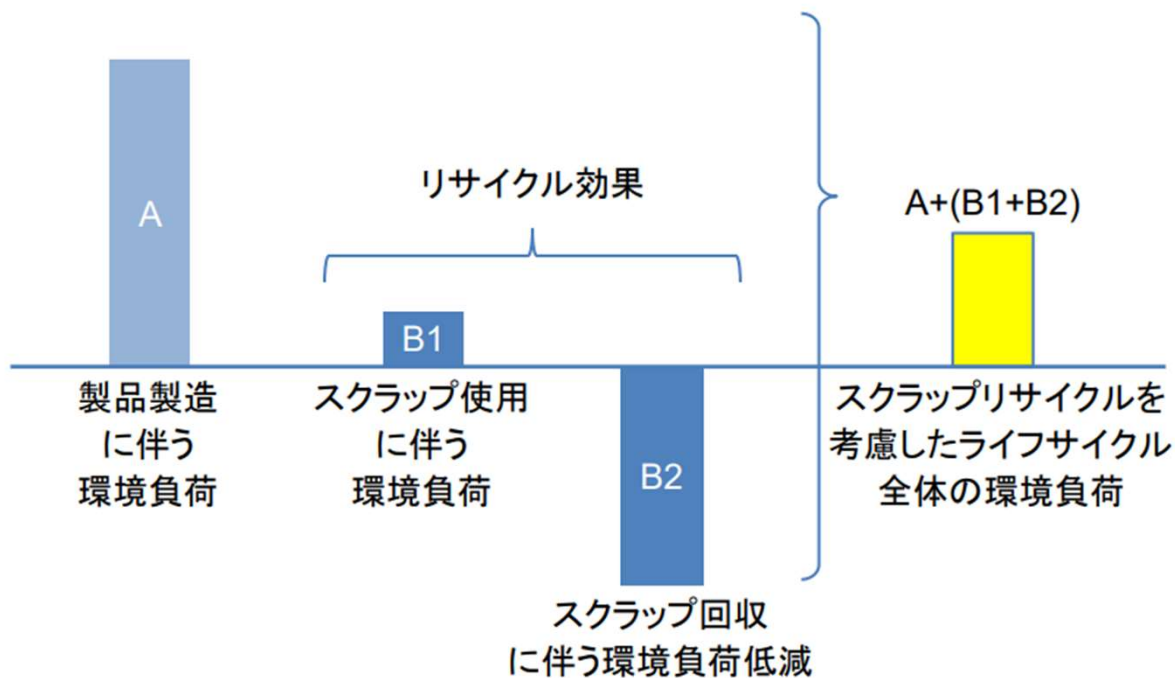 A
製品製造
に伴う
環境負荷
リサイクル効果
B1
スクラップ使用
に伴う
環境負荷
B2
スクラップ回収
に伴う環境負荷低減
A+(B1+B2)
スクラップリサイクルを
考慮したライフサイクル
全体の環境負荷